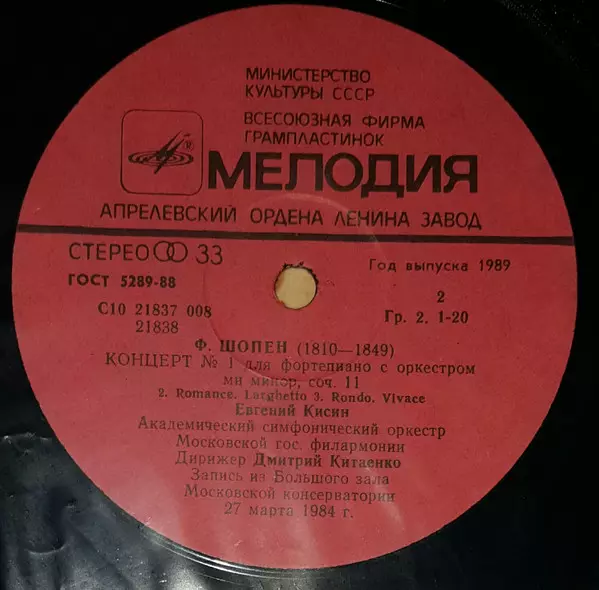 МИНИСТЕРСТВО
КУЛЬТУРЫ СССР
ВСЕСОЮЗНАЯ ФИРМА
ГРАМПЛАСТИНОК
МЕЛОДИЯ
АПРЕЛЕВСКИЙ ОРДЕНА ЛЕНИНА ЗАВОД
СТЕРЕО 33
ГОСТ 5289-88
Год выпуска 1989
С10 21837 008
21838
2
Гр. 2. 1-20
Ф. ШОПЕН (1810—1849)
КОНЦЕРТ № 1 для фортепиано с оркестром
ми минор, соч. 11
2. Romance. Larghetto 3. Rondo. Vivace
Евгений Кисин
Академический симфонический оркестр
Московской гос. филармонии
Дирижер Дмитрий Китаенко
Запись из Большого зала
Московской консерватории
27 марта 1984 г.